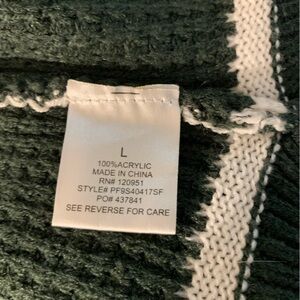 L
100%ACRYLIC
MADE IN CHINA
RN# 120951
STYLE# PF9S40417SF
PO# 437841
SEE REVERSE FOR CARE